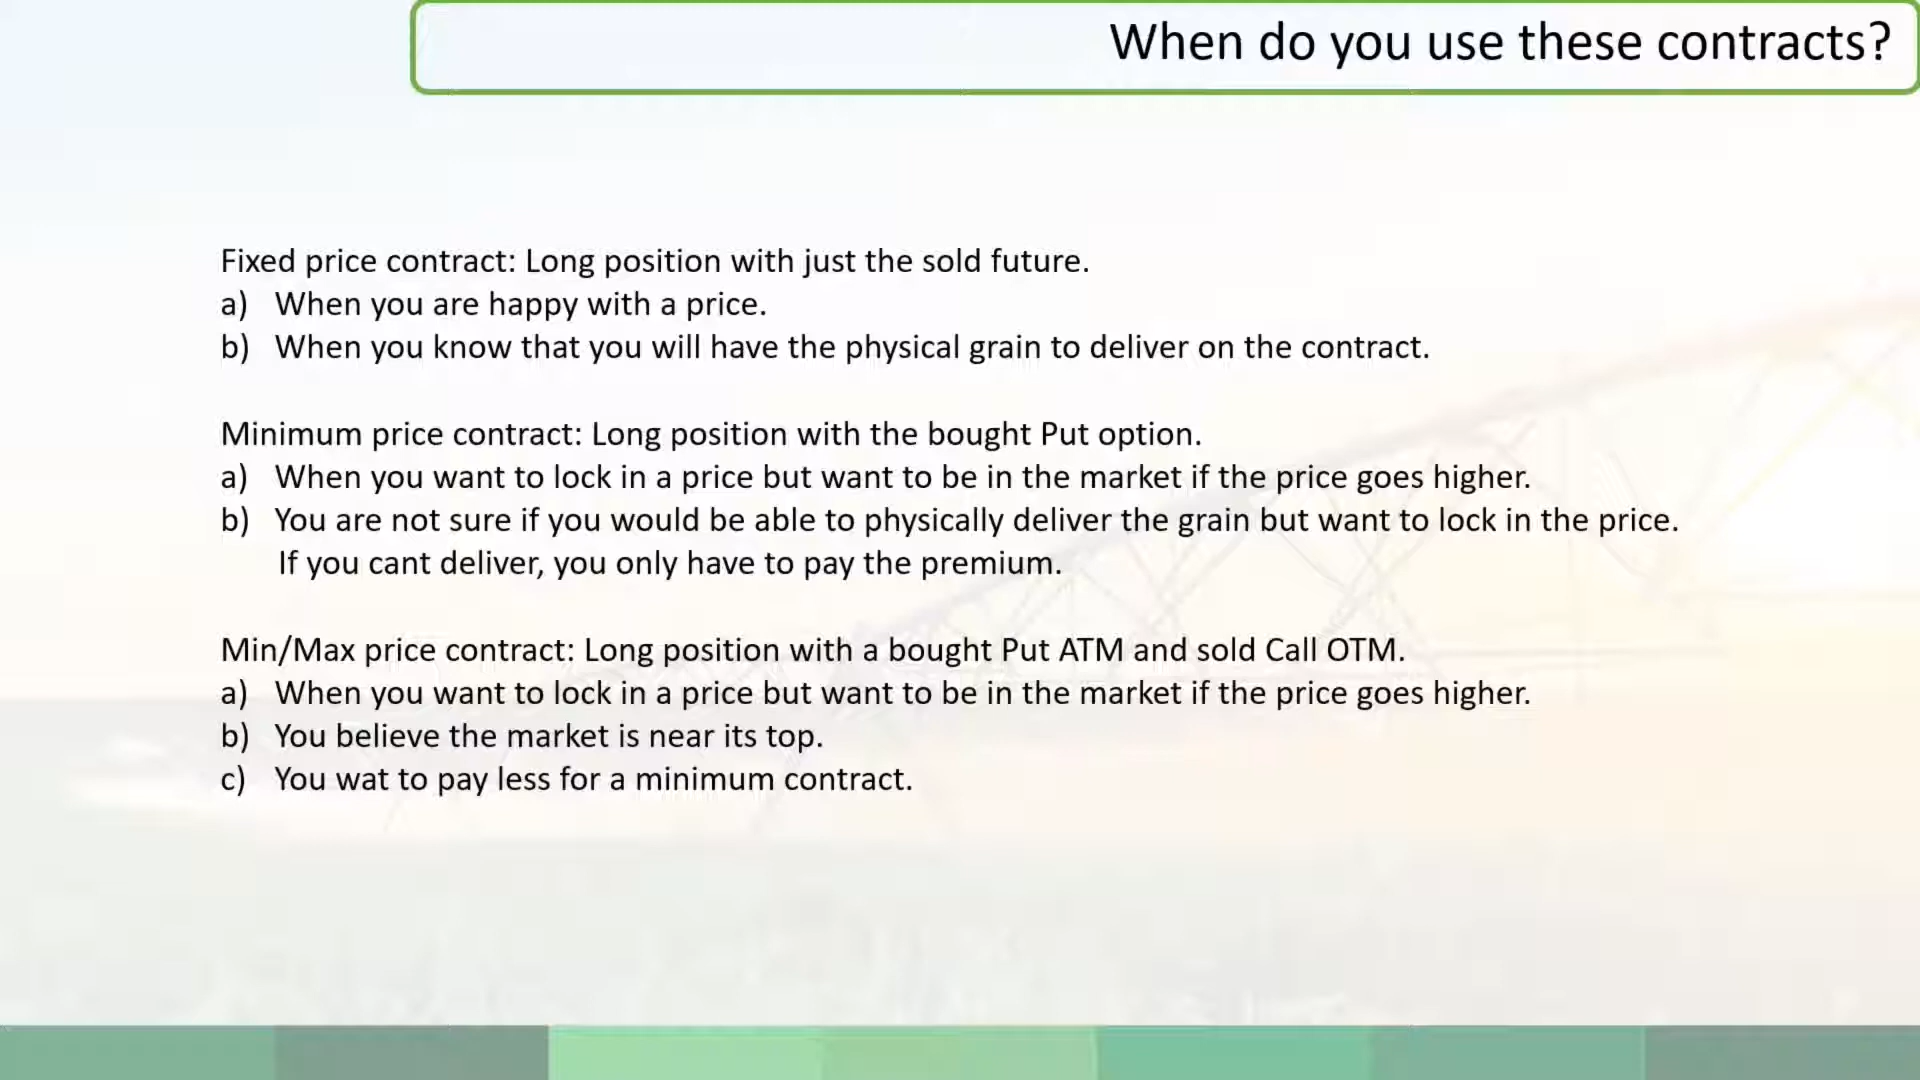 When do you use these contracts?
Fixed price contract: Long position with just the sold future.
a) When you are happy with a price.
b) When you know that you will have the physical grain to deliver on the contract.
Minimum price contract: Long position with the bought Put option.
a) When you want to lock in a price but want to be in the market if the price goes higher.
b) You are not sure if you would be able to physically deliver the grain but want to lock in the price.
If you cant deliver, you only have to pay the premium.
Min/Max price contract: Long position with a bought Put ATM and sold Call OTM.
a) When you want to lock in a price but want to be in the market if the price goes higher.
b) You believe the market is near its top.
c) You wat to pay less for a minimum contract.